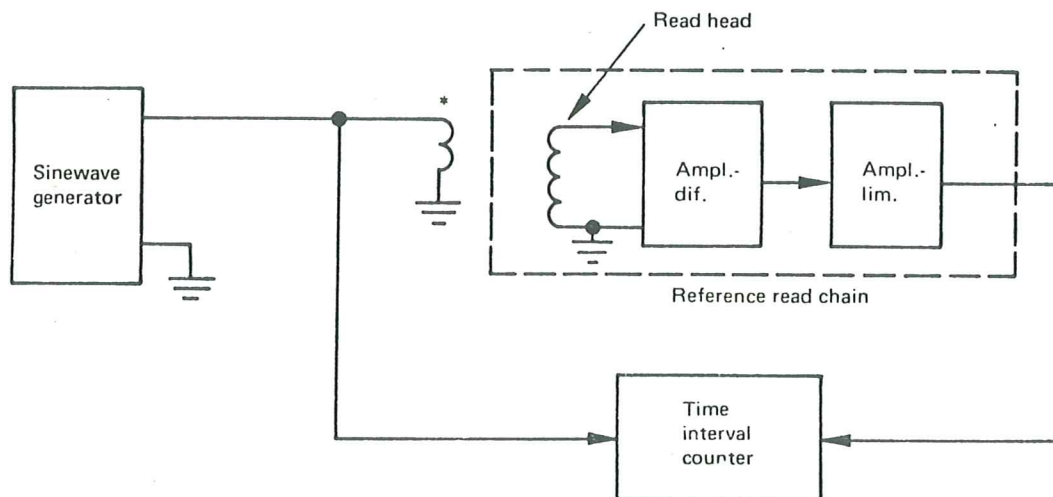 Read head
*
Sinewave
generator
Ampl.-
dif.
Ampl.-
lim.
Reference read chain
Time
interval
counter